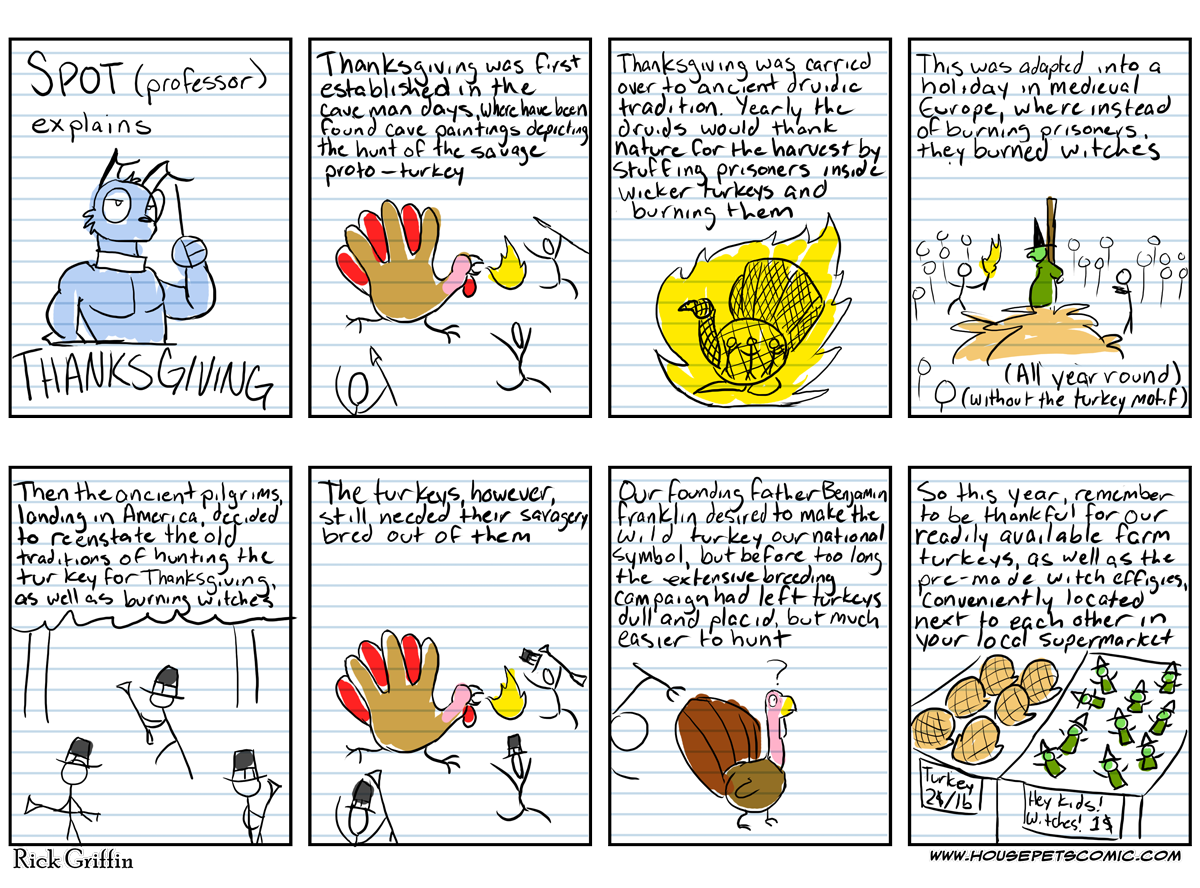 SPOT (professor)
explains
THANKSGIVING
Thanksgiving was first
established in the
cave man days, where have been
found cave paintings depicting
the hunt of the savage
proto-turkey
Thanksgiving was carried
over to ancient druidic
tradition. Yearly the
druids would thank
nature for the harvest by
stuffing prisoners inside
wicker turkeys and
burning them
This was adapted into a
holiday in medieval
Europe, where instead
of burning prisoners,
they burned witches
(All year round)
(without the turkey motif)
Then the ancient pilgrims,
landing in America, decided
to reenstate the old
traditions of hunting the
turkey for Thanksgiving,
as well as burning witches
The turkeys, however,
still needed their savagery
bred out of them
Our founding father Benjamin
Franklin desired to make the
wild turkey our national
symbol, but before too long
the extensive breeding
campaign had left turkeys
dull and placid, but much
easier to hunt
?
So this year, remember
to be thankful for our
readily available farm
turkeys, as well as the
pre-made witch effigies,
conveniently located
next to each other in
your local supermarket
Turkey
2$/lb
Hey kids!
Witches! 1$
Rick Griffin
WWW.HOUSEPETSCOMIC.COM